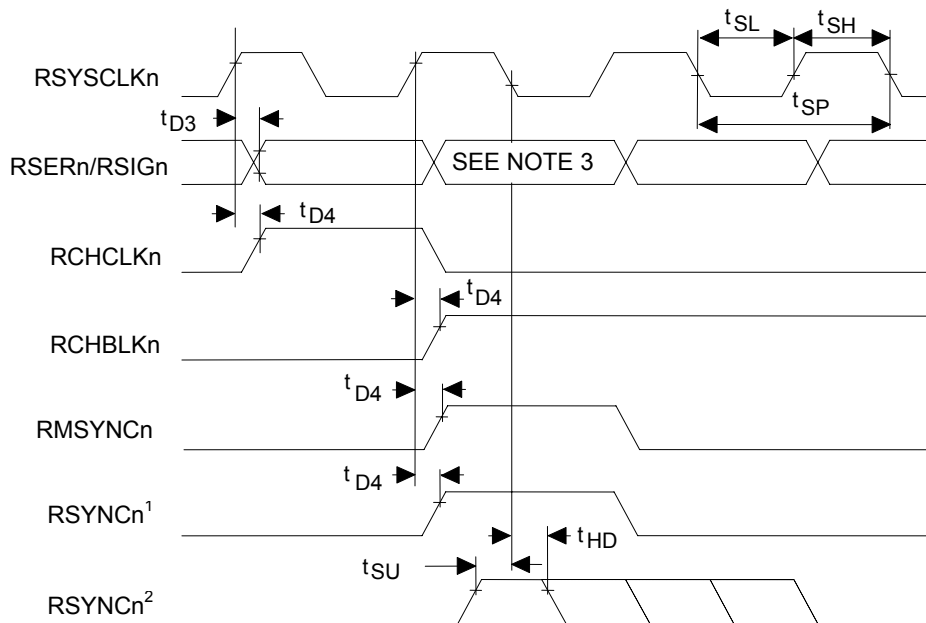 tSL
tSH
RSYSCLKn
tSP
tD3
RSERn/RSIGn
SEE NOTE 3
tD4
RCHCLKn
tD4
RCHBLKn
tD4
RMSYNCn
tD4
RSYNCn1
tHD
tSU
RSYNCn2